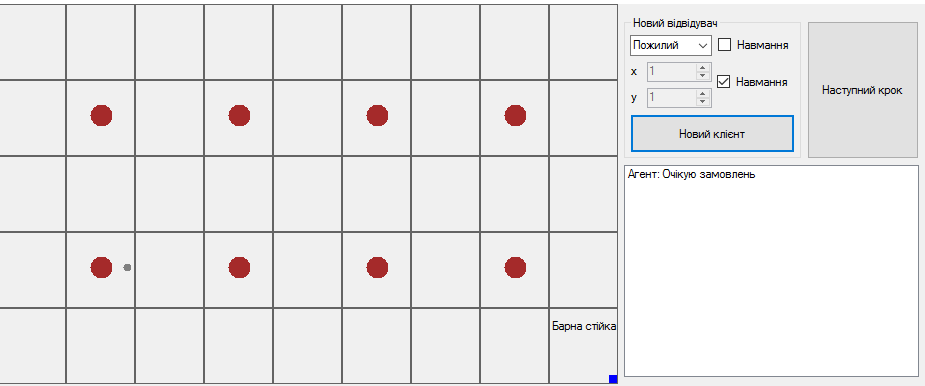 Новий відвідувач
Пожилий
Навмання
x 1
Навмання
y 1
Новий клієнт
Наступний крок
Агент: Очікую замовлень
Барна стійка